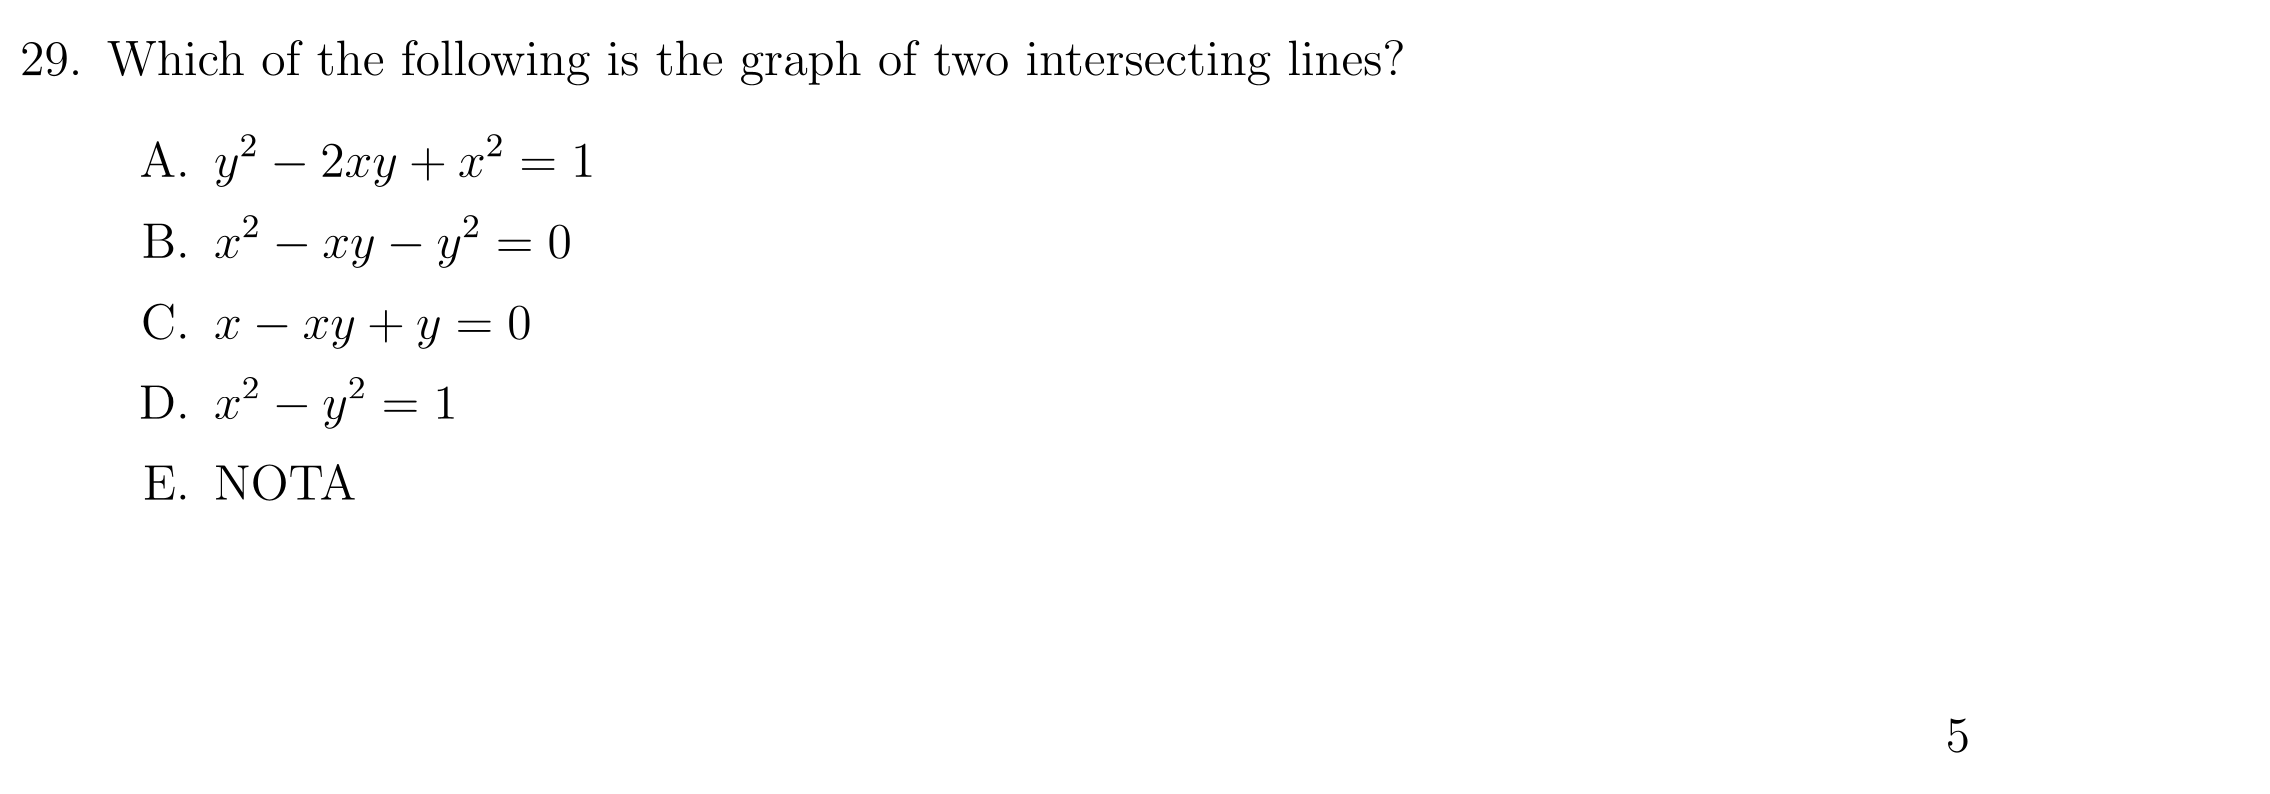 29. Which of the following is the graph of two intersecting lines?
A. $y^2 - 2xy + x^2 = 1$
B. $x^2 - xy - y^2 = 0$
C. $x - xy + y = 0$
D. $x^2 - y^2 = 1$
E. NOTA
5